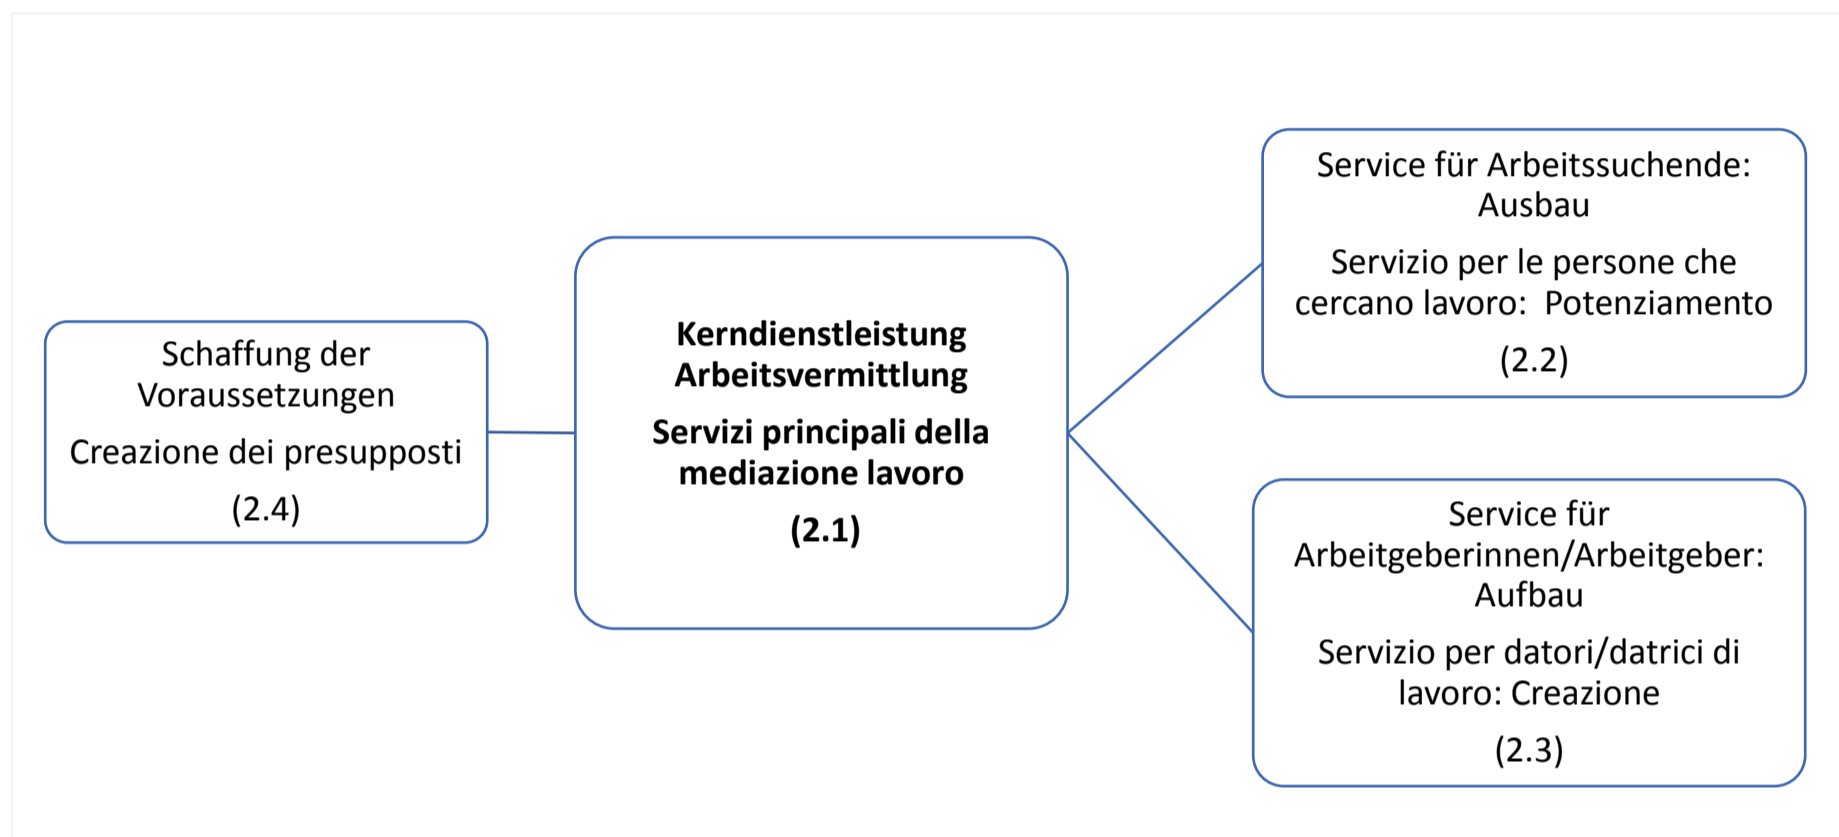 Schaffung der
Voraussetzungen
Creazione dei presupposti
(2.4)
Kerndienstleistung
Arbeitsvermittlung
Servizi principali della
mediazione lavoro
(2.1)
Service für Arbeitssuchende:
Ausbau
Servizio per le persone che
cercano lavoro:  Potenziamento
(2.2)
Service für
Arbeitgeberinnen/Arbeitgeber:
Aufbau
Servizio per datori/datrici di
lavoro: Creazione
(2.3)